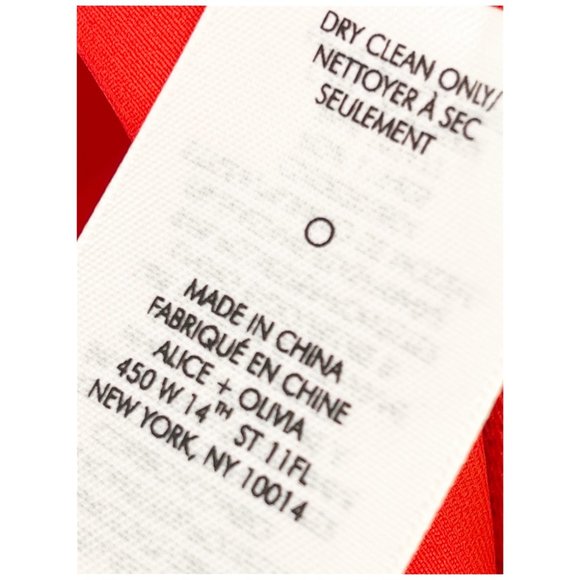 DRY CLEAN ONLY/
NETTOYER À SEC
SEULEMENT
MADE IN CHINA
FABRIQUÉ EN CHINE
ALICE + OLIVIA
450 W 14TH ST 11FL
NEW YORK, NY 10014